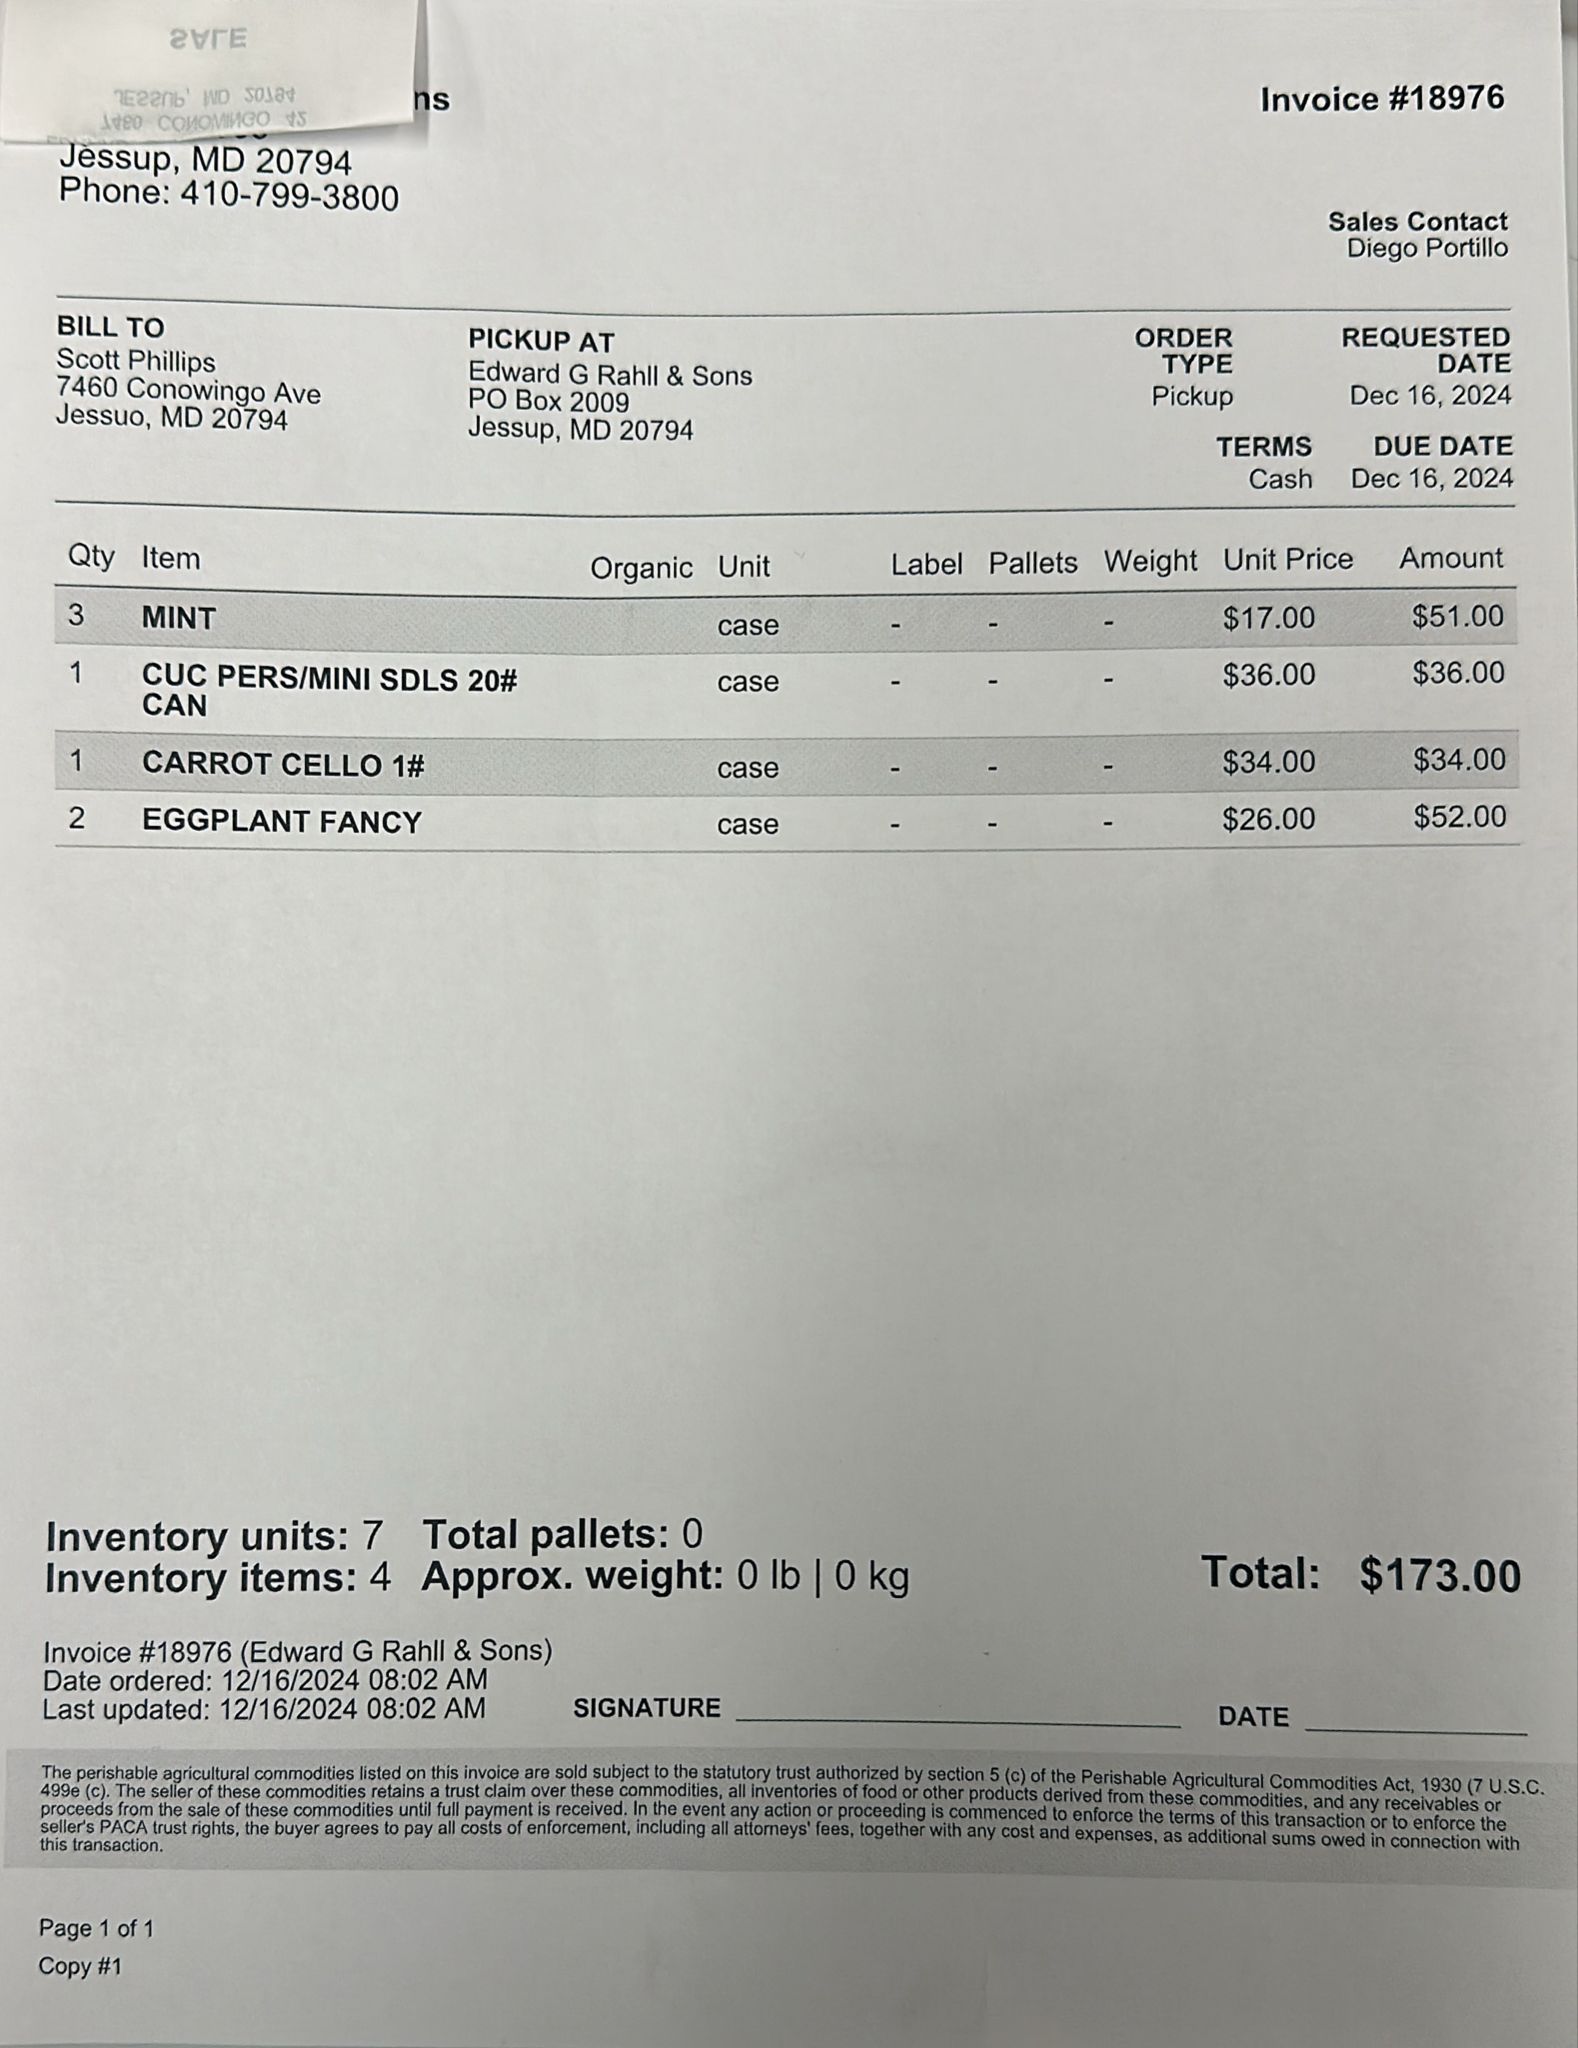 SALE
JESSUP, MD 20794
7460 CONOMINGO 42
ns
Invoice #18976
Jessup, MD 20794
Phone: 410-799-3800
Sales Contact
Diego Portillo
BILL TO
Scott Phillips
7460 Conowingo Ave
Jessuo, MD 20794
PICKUP AT
Edward G Rahll & Sons
PO Box 2009
Jessup, MD 20794
ORDER
TYPE
Pickup
REQUESTED
DATE
Dec 16, 2024
TERMS
Cash
DUE DATE
Dec 16, 2024
Qty Item Organic Unit Label Pallets Weight Unit Price Amount
3 MINT case - - - $17.00 $51.00
1 CUC PERS/MINI SDLS 20# case - - - $36.00 $36.00
CAN
1 CARROT CELLO 1# case - - - $34.00 $34.00
2 EGGPLANT FANCY case - - - $26.00 $52.00
Inventory units: 7 Total pallets: 0
Inventory items: 4 Approx. weight: 0 lb | 0 kg
Total: $173.00
Invoice #18976 (Edward G Rahll & Sons)
Date ordered: 12/16/2024 08:02 AM
Last updated: 12/16/2024 08:02 AM
SIGNATURE
DATE
The perishable agricultural commodities listed on this invoice are sold subject to the statutory trust authorized by section 5 (c) of the Perishable Agricultural Commodities Act, 1930 (7 U.S.C.
499e (c). The seller of these commodities retains a trust claim over these commodities, all inventories of food or other products derived from these commodities, and any receivables or
proceeds from the sale of these commodities until full payment is received. In the event any action or proceeding is commenced to enforce the terms of this transaction or to enforce the
seller's PACA trust rights, the buyer agrees to pay all costs of enforcement, including all attorneys' fees, together with any cost and expenses, as additional sums owed in connection with
this transaction.
Page 1 of 1
Copy #1